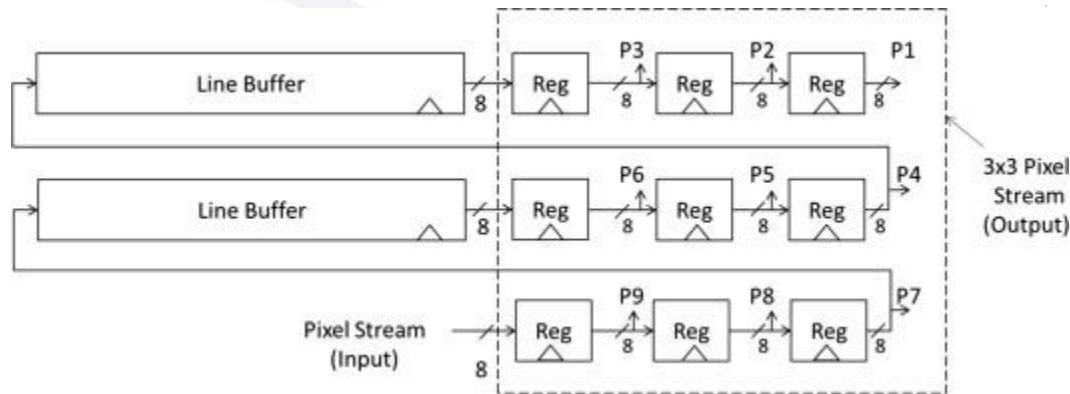 P3 P2 P1
Line Buffer Reg Reg Reg
8 8 8 8
P6 P5 P4
3x3 Pixel
Stream
(Output)
Line Buffer Reg Reg Reg
8 8 8 8
P9 P8 P7
Pixel Stream
(Input)
Reg Reg Reg
8 8 8 8